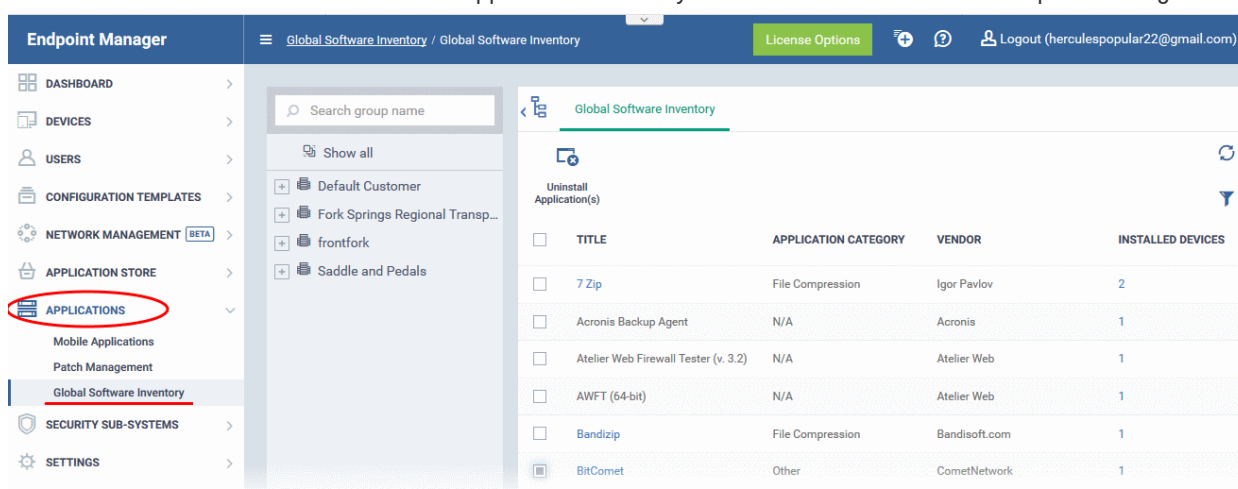 Endpoint Manager
Global Software Inventory / Global Software Inventory
License Options
Logout (herculespopular22@gmail.com)
DASHBOARD
DEVICES
USERS
CONFIGURATION TEMPLATES
NETWORK MANAGEMENT BETA
APPLICATION STORE
APPLICATIONS
Mobile Applications
Patch Management
Global Software Inventory
SECURITY SUB-SYSTEMS
SETTINGS
Search group name
Show all
Default Customer
Fork Springs Regional Transp...
frontfork
Saddle and Pedals
Global Software Inventory
Uninstall
Application(s)
TITLE APPLICATION CATEGORY VENDOR INSTALLED DEVICES
7 Zip File Compression Igor Pavlov 2
Acronis Backup Agent N/A Acronis 1
Atelier Web Firewall Tester (v. 3.2) N/A Atelier Web 1
AWFT (64-bit) N/A Atelier Web 1
Bandizip File Compression Bandisoft.com 1
BitComet Other CometNetwork 1